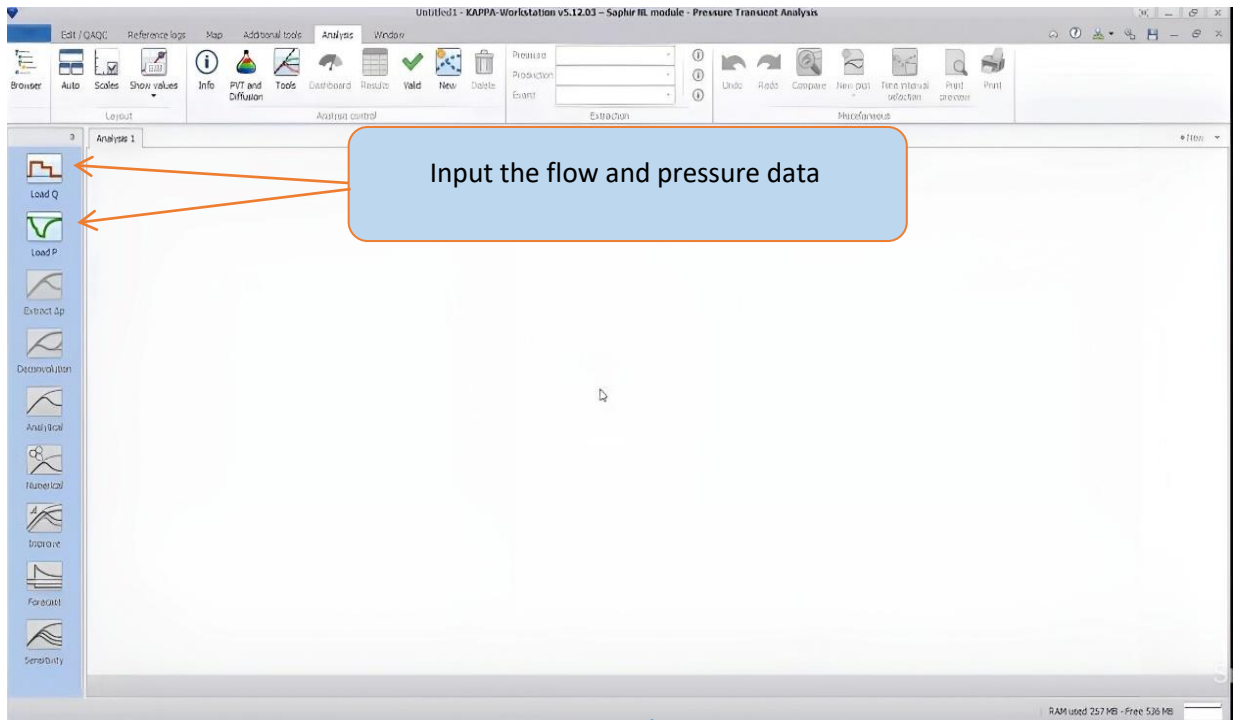 Untitled1 - KAPPA-Workstation v5.12.03 – Saphir NL module - Pressure Transient Analysis
Edit / QAQC Reference logs Map Additional tools Analysis Window
Browser
Auto Scales Show values
Info PVT and Diffusion Tools Dashboard Results Valid New Delete
Pressure
Production
Event
Undo Redo Compare New plot Time interval selection Print preview Print
Layout Analysis control Extraction Miscellaneous
Analysis 1
Input the flow and pressure data
Load Q
Load P
Extract Δp
Deconvolution
Analytical
Numerical
Improve
Forecast
Sensitivity
RAM used 257 MB - Free 536 MB